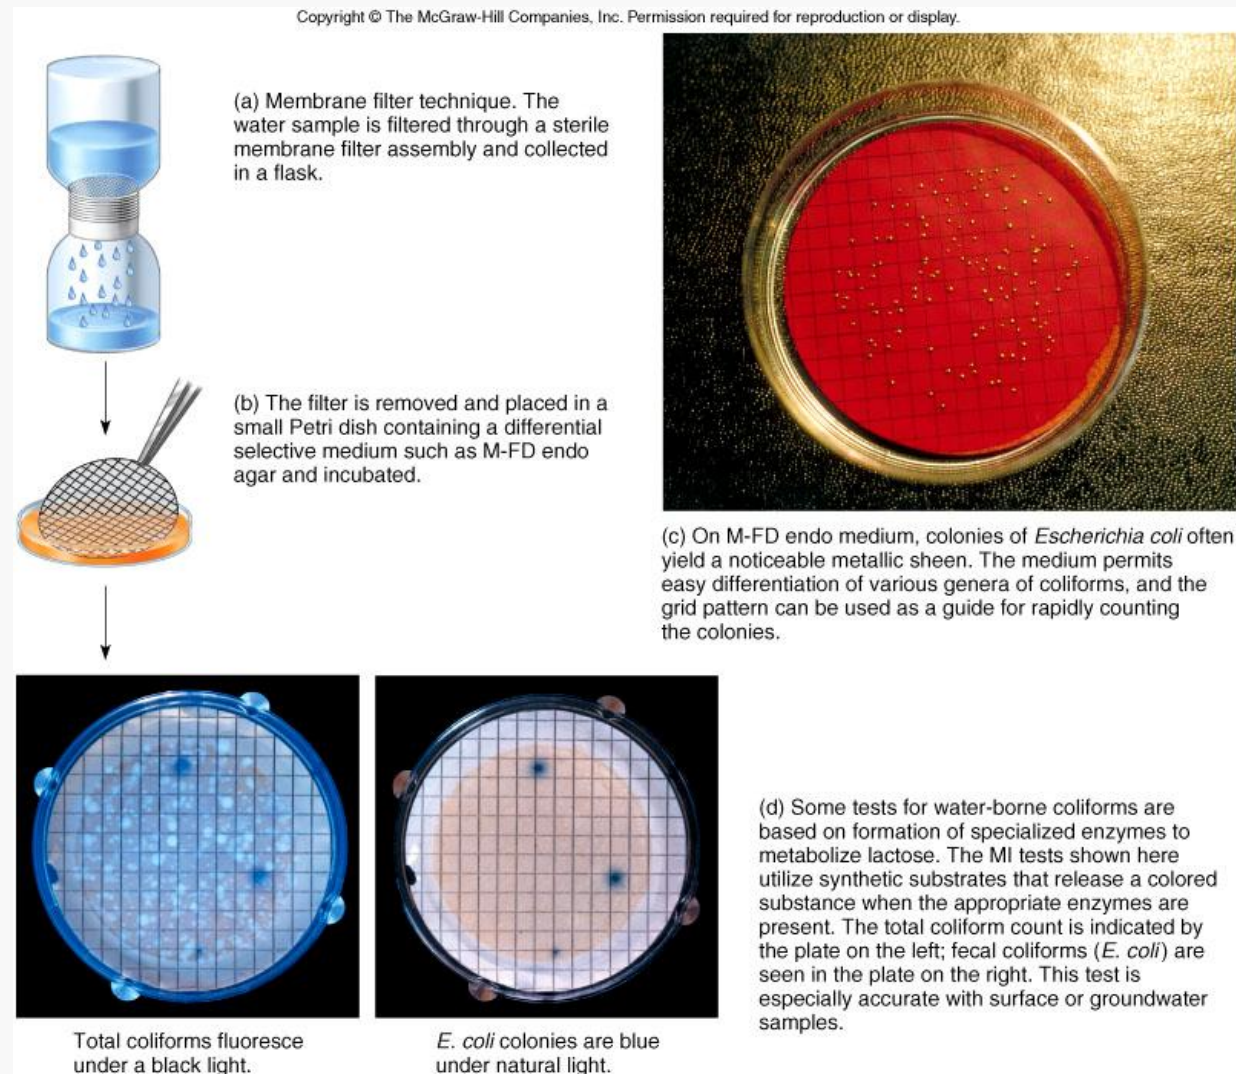 Copyright © The McGraw-Hill Companies, Inc. Permission required for reproduction or display.
(a) Membrane filter technique. The
water sample is filtered through a sterile
membrane filter assembly and collected
in a flask.
(b) The filter is removed and placed in a
small Petri dish containing a differential
selective medium such as M-FD endo
agar and incubated.
(c) On M-FD endo medium, colonies of Escherichia coli often
yield a noticeable metallic sheen. The medium permits
easy differentiation of various genera of coliforms, and the
grid pattern can be used as a guide for rapidly counting
the colonies.
(d) Some tests for water-borne coliforms are
based on formation of specialized enzymes to
metabolize lactose. The MI tests shown here
utilize synthetic substrates that release a colored
substance when the appropriate enzymes are
present. The total coliform count is indicated by
the plate on the left; fecal coliforms (E. coli) are
seen in the plate on the right. This test is
especially accurate with surface or groundwater
samples.
Total coliforms fluoresce
under a black light.
E. coli colonies are blue
under natural light.